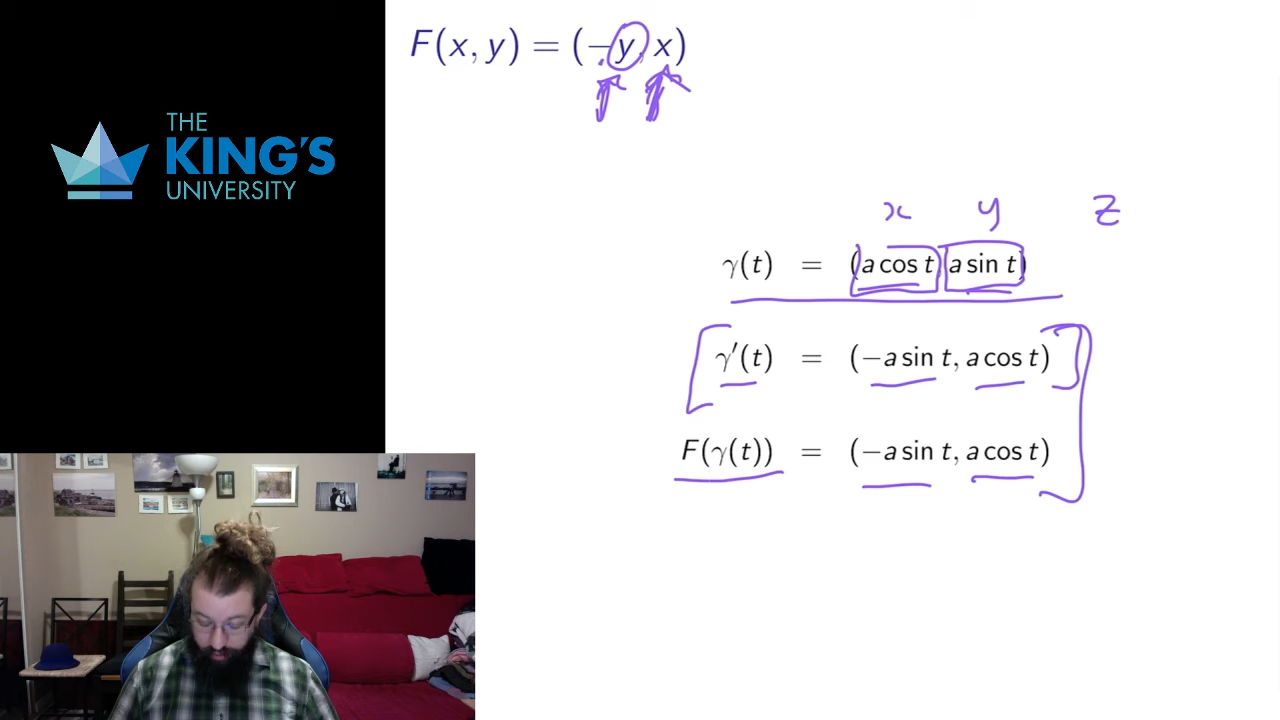 F(x, y) = (−y, x)
THE
KING'S
UNIVERSITY
x y z
γ(t) = (a cos t, a sin t)
γ′(t) = (−a sin t, a cos t)
F(γ(t)) = (−a sin t, a cos t)